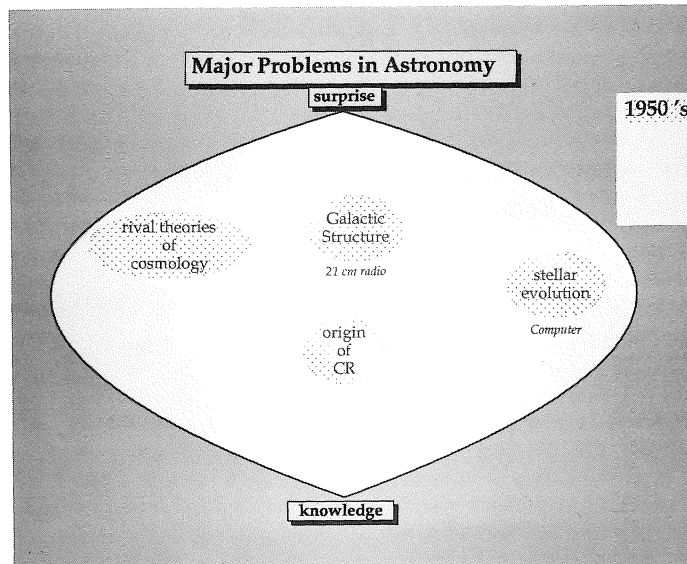 Major Problems in Astronomy
surprise
1950 's
rival theories
of
cosmology
Galactic
Structure
21 cm radio
stellar
evolution
Computer
origin
of
CR
knowledge